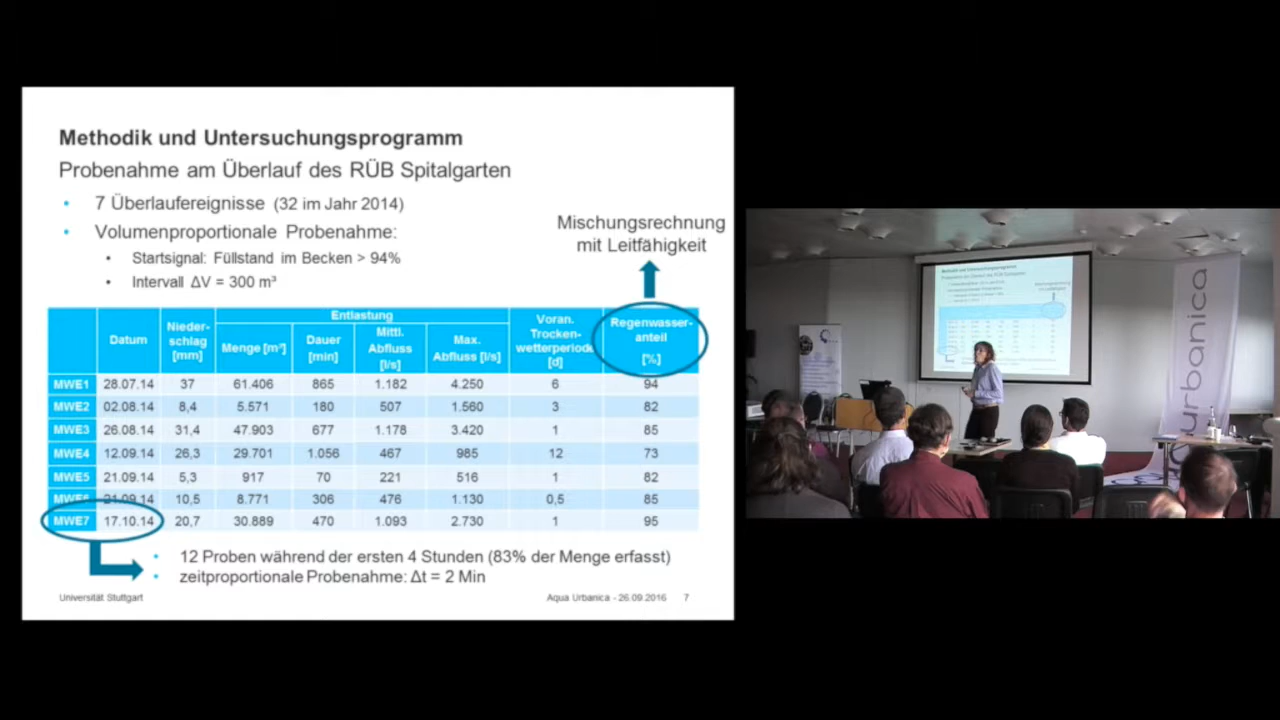 Methodik und Untersuchungsprogramm
Probenahme am Überlauf des RÜB Spitalgarten
• 7 Überlaufereignisse (32 im Jahr 2014)
• Volumenproportionale Probenahme:
• Startsignal: Füllstand im Becken > 94%
• Intervall ΔV = 300 m³
Mischungsrechnung
mit Leitfähigkeit
Datum Nieder-schlag [mm] Entlastung Voran. Trocken-wetterperiode [d] Regenwasser-anteil [%]
Menge [m³] Dauer [min] Mittl. Abfluss [l/s] Max. Abfluss [l/s]
MWE1 28.07.14 37 61.406 865 1.182 4.250 6 94
MWE2 02.08.14 8,4 5.571 180 507 1.560 3 82
MWE3 26.08.14 31,4 47.903 677 1.178 3.420 1 85
MWE4 12.09.14 26,3 29.701 1.056 467 985 12 73
MWE5 21.09.14 5,3 917 70 221 516 1 82
MWE6 21.09.14 10,5 8.771 306 476 1.130 0,5 85
MWE7 17.10.14 20,7 30.889 470 1.093 2.730 1 95
• 12 Proben während der ersten 4 Stunden (83% der Menge erfasst)
• zeitproportionale Probenahme: Δt = 2 Min
Universität Stuttgart
Aqua Urbanica - 26.09.2016 7
urbanica